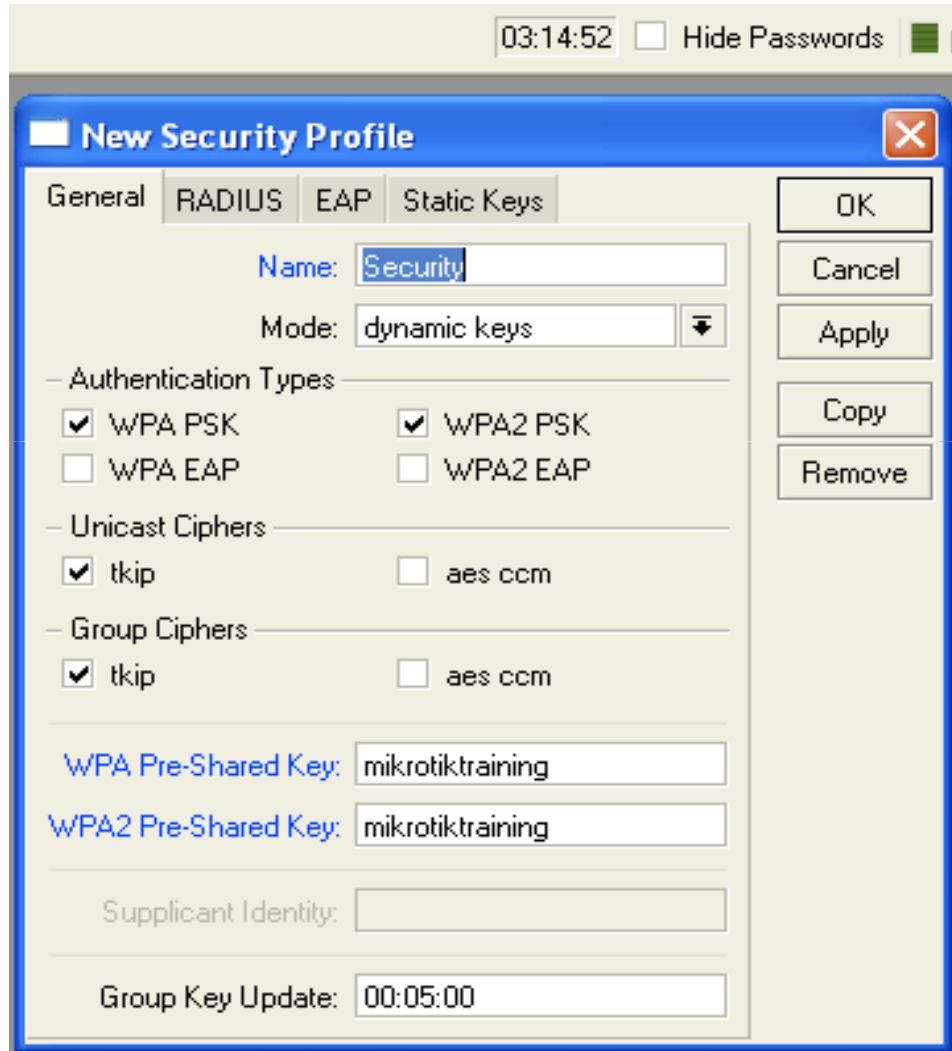 03:14:52 Hide Passwords
New Security Profile
General RADIUS EAP Static Keys
OK
Name: Security
Cancel
Mode: dynamic keys
Apply
Authentication Types
WPA PSK WPA2 PSK
Copy
WPA EAP WPA2 EAP
Remove
Unicast Ciphers
tkip aes ccm
Group Ciphers
tkip aes ccm
WPA Pre-Shared Key: mikrotiktraining
WPA2 Pre-Shared Key: mikrotiktraining
Supplicant Identity:
Group Key Update: 00:05:00